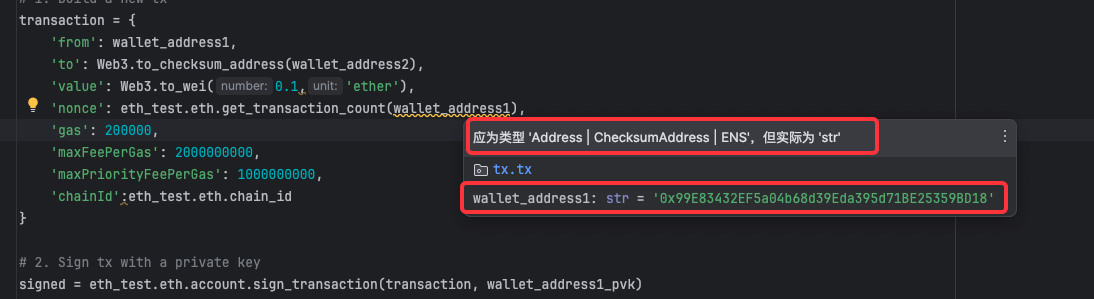 # 1. Build a new tx
transaction = {
'from': wallet_address1,
'to': Web3.to_checksum_address(wallet_address2),
'value': Web3.to_wei( number: 0.1, unit: 'ether'),
'nonce': eth_test.eth.get_transaction_count(wallet_address1),
'gas': 200000,
应为类型 'Address | ChecksumAddress | ENS'，但实际为 'str'
'maxFeePerGas': 2000000000,
'maxPriorityFeePerGas': 1000000000,
tx.tx
'chainId':eth_test.eth.chain_id
wallet_address1: str = '0x99E83432EF5a04b68d39Eda395d71BE25359BD18'
}
# 2. Sign tx with a private key
signed = eth_test.eth.account.sign_transaction(transaction, wallet_address1_pvk)